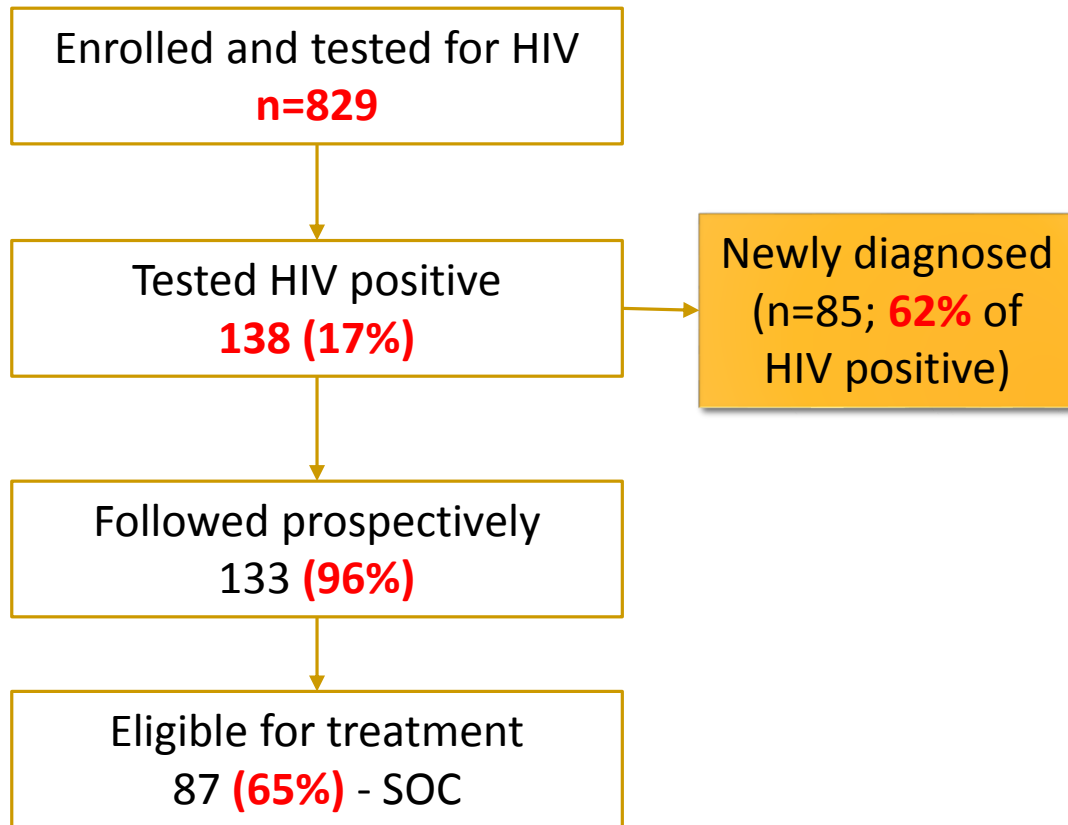 Enrolled and tested for HIV
n=829
Tested HIV positive
138 (17%)
Newly diagnosed
(n=85; 62% of
HIV positive)
Followed prospectively
133 (96%)
Eligible for treatment
87 (65%) - SOC